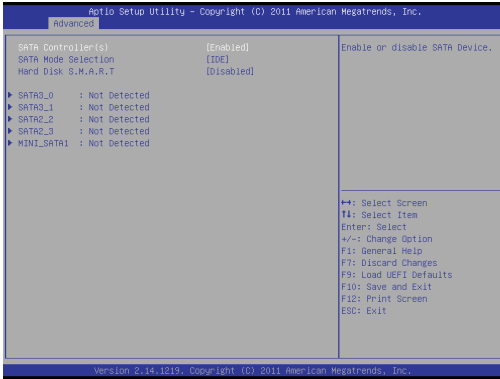 Aptio Setup Utility - Copyright (C) 2011 American Megatrends, Inc.
Advanced
SATA Controller(s) [Enabled]
SATA Mode Selection [IDE]
Hard Disk S.M.A.R.T [Disabled]
SATA3_0 : Not Detected
SATA3_1 : Not Detected
SATA2_2 : Not Detected
SATA2_3 : Not Detected
MINI_SATA1 : Not Detected
Enable or disable SATA Device.
↔: Select Screen
↑↓: Select Item
Enter: Select
+/-: Change Option
F1: General Help
F7: Discard Changes
F9: Load UEFI Defaults
F10: Save and Exit
F12: Print Screen
ESC: Exit
Version 2.14.1219. Copyright (C) 2011 American Megatrends, Inc.